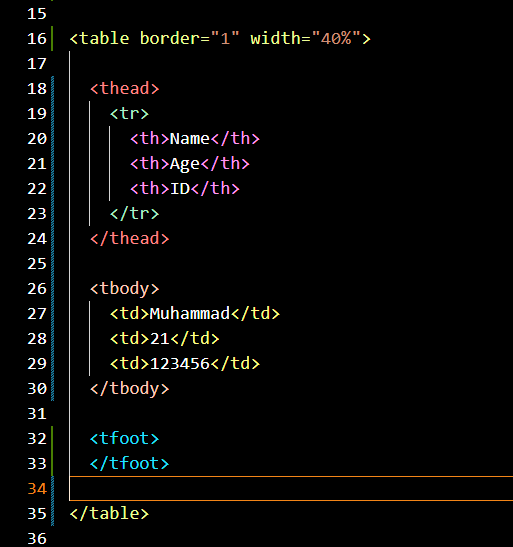 15
16 <table border="1" width="40%">
17
18 <thead>
19 <tr>
20 <th>Name</th>
21 <th>Age</th>
22 <th>ID</th>
23 </tr>
24 </thead>
25
26 <tbody>
27 <td>Muhammad</td>
28 <td>21</td>
29 <td>123456</td>
30 </tbody>
31
32 <tfoot>
33 </tfoot>
34
35 </table>
36